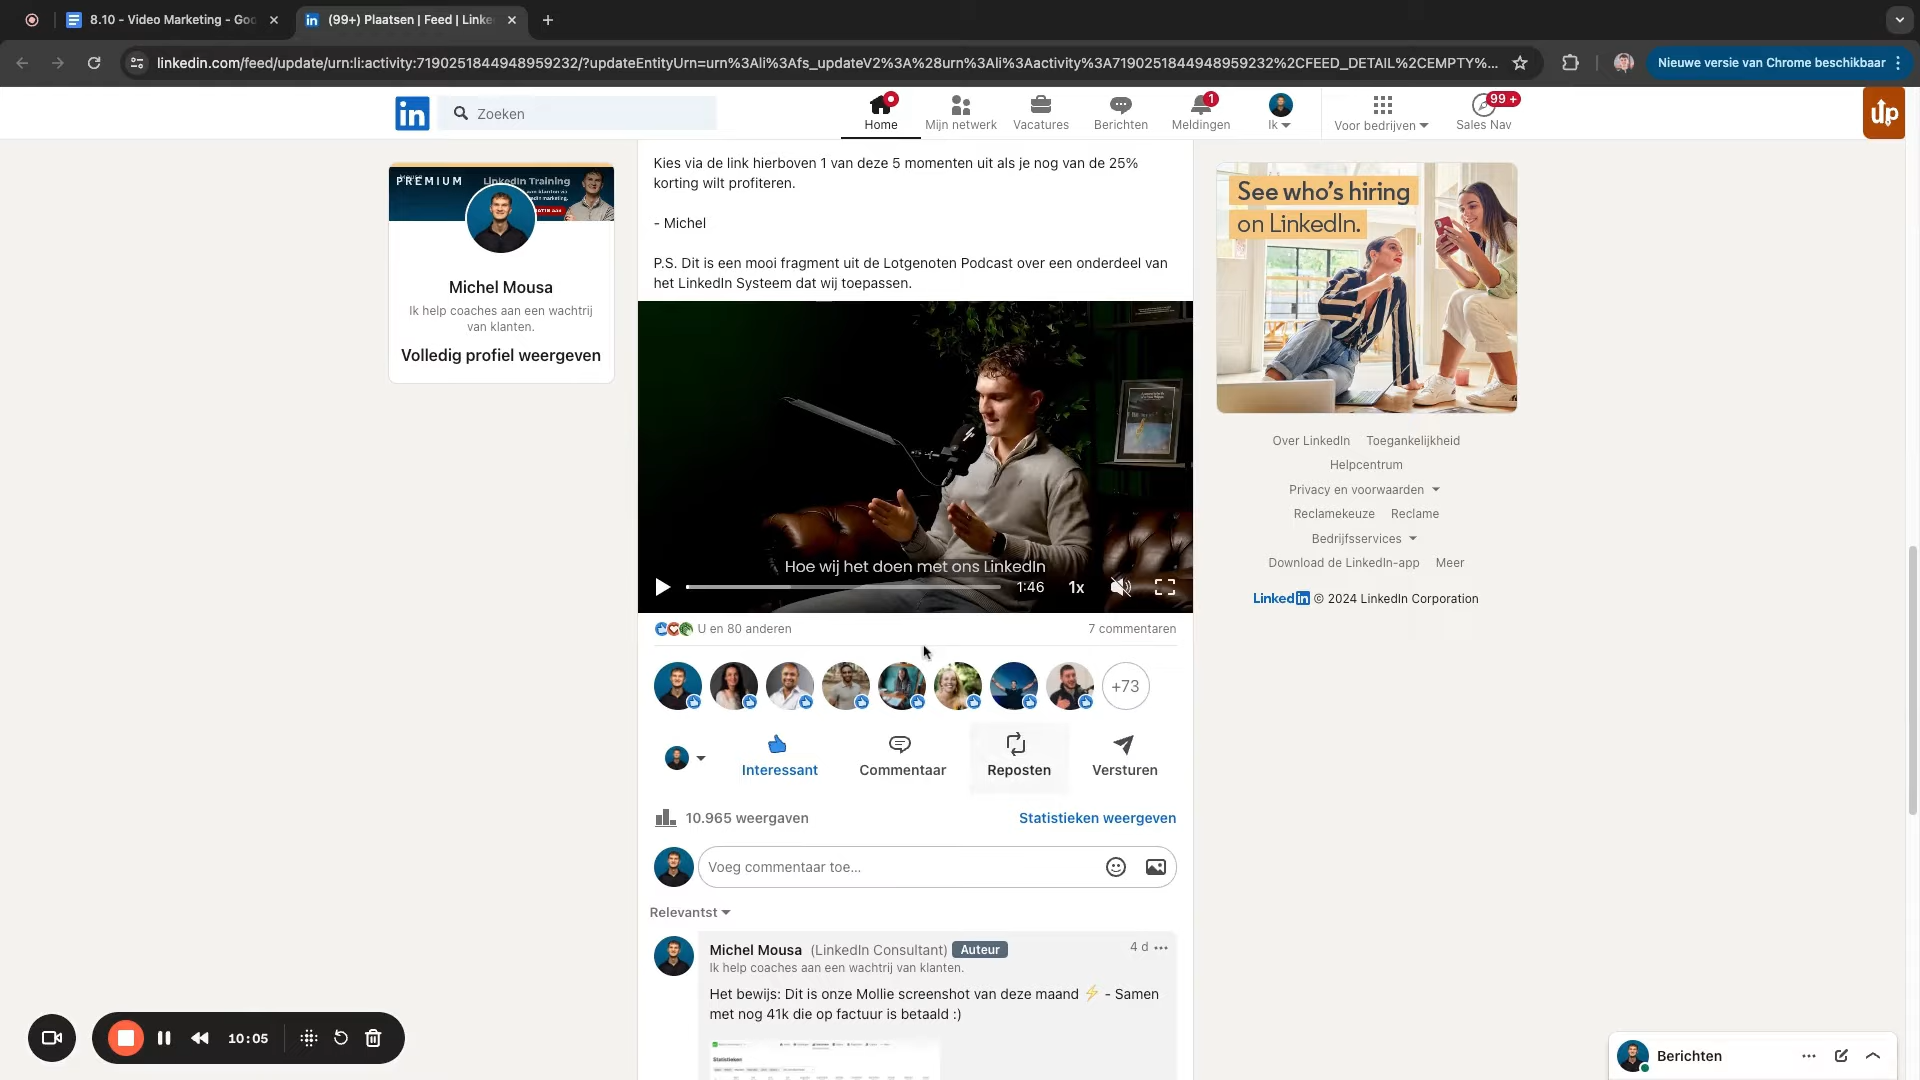 8.10 - Video Marketing - Goo
(99+) Plaatsen | Feed | Linke
linkedin.com/feed/update/urn:li:activity:7190251844948959232/?updateEntityUrn=urn%3Ali%3Afs_updateV2%3A%28urn%3Ali%3Aactivity%3A7190251844948959232%2CFEED_DETAIL%2CEMPTY%...
Nieuwe versie van Chrome beschikbaar
Zoeken
Home
Mijn netwerk
Vacatures
Berichten
1
Meldingen
Ik
Voor bedrijven
99 +
Sales Nav
up
PREMIUM
LinkedIn Training
Michel Mousa
Ik help coaches aan een wachtrij
van klanten.
Volledig profiel weergeven
Kies via de link hierboven 1 van deze 5 momenten uit als je nog van de 25%
korting wilt profiteren.
- Michel
P.S. Dit is een mooi fragment uit de Lotgenoten Podcast over een onderdeel van
het LinkedIn Systeem dat wij toepassen.
Hoe wij het doen met ons LinkedIn
1:46
1x
U en 80 anderen
7 commentaren
+73
Interessant
Commentaar
Reposten
Versturen
10.965 weergaven
Statistieken weergeven
Voeg commentaar toe...
Relevantst
Michel Mousa (LinkedIn Consultant) Auteur
4 d
Ik help coaches aan een wachtrij van klanten.
Het bewijs: Dit is onze Mollie screenshot van deze maand ⚡ - Samen
met nog 41k die op factuur is betaald :)
Statistieken
See who's hiring
on LinkedIn.
Over LinkedIn Toegankelijkheid
Helpcentrum
Privacy en voorwaarden
Reclamekeuze Reclame
Bedrijfsservices
Download de LinkedIn-app Meer
LinkedIn © 2024 LinkedIn Corporation
10:05
Berichten